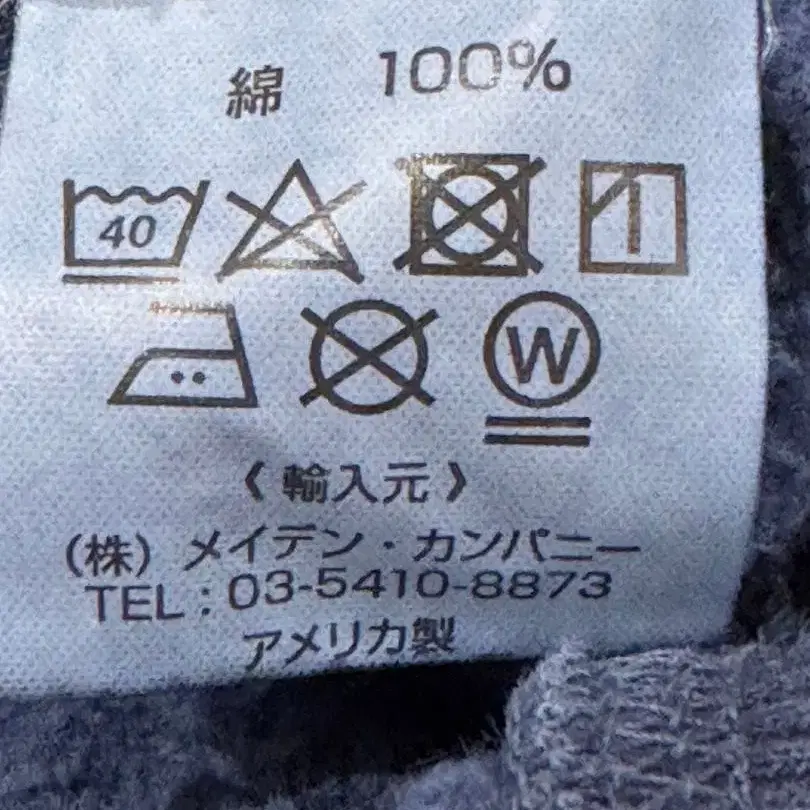 綿 100%
40
W
《 輸入元 》
(株) メイデン・カンパニー
TEL : 03-5410-8873
アメリカ製